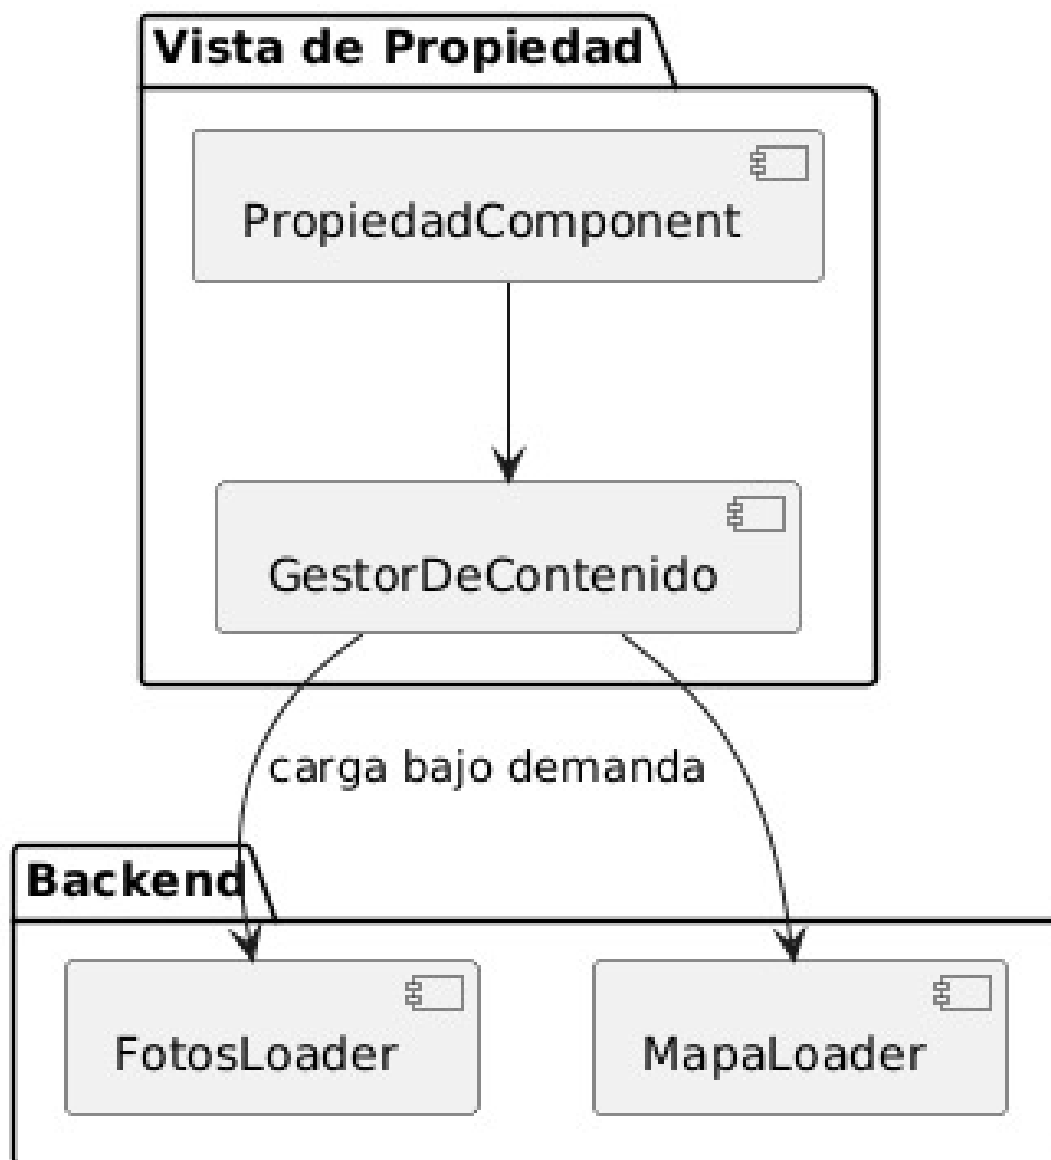 Vista de Propiedad
PropiedadComponent
GestorDeContenido
carga bajo demanda
Backend
FotosLoader
MapaLoader